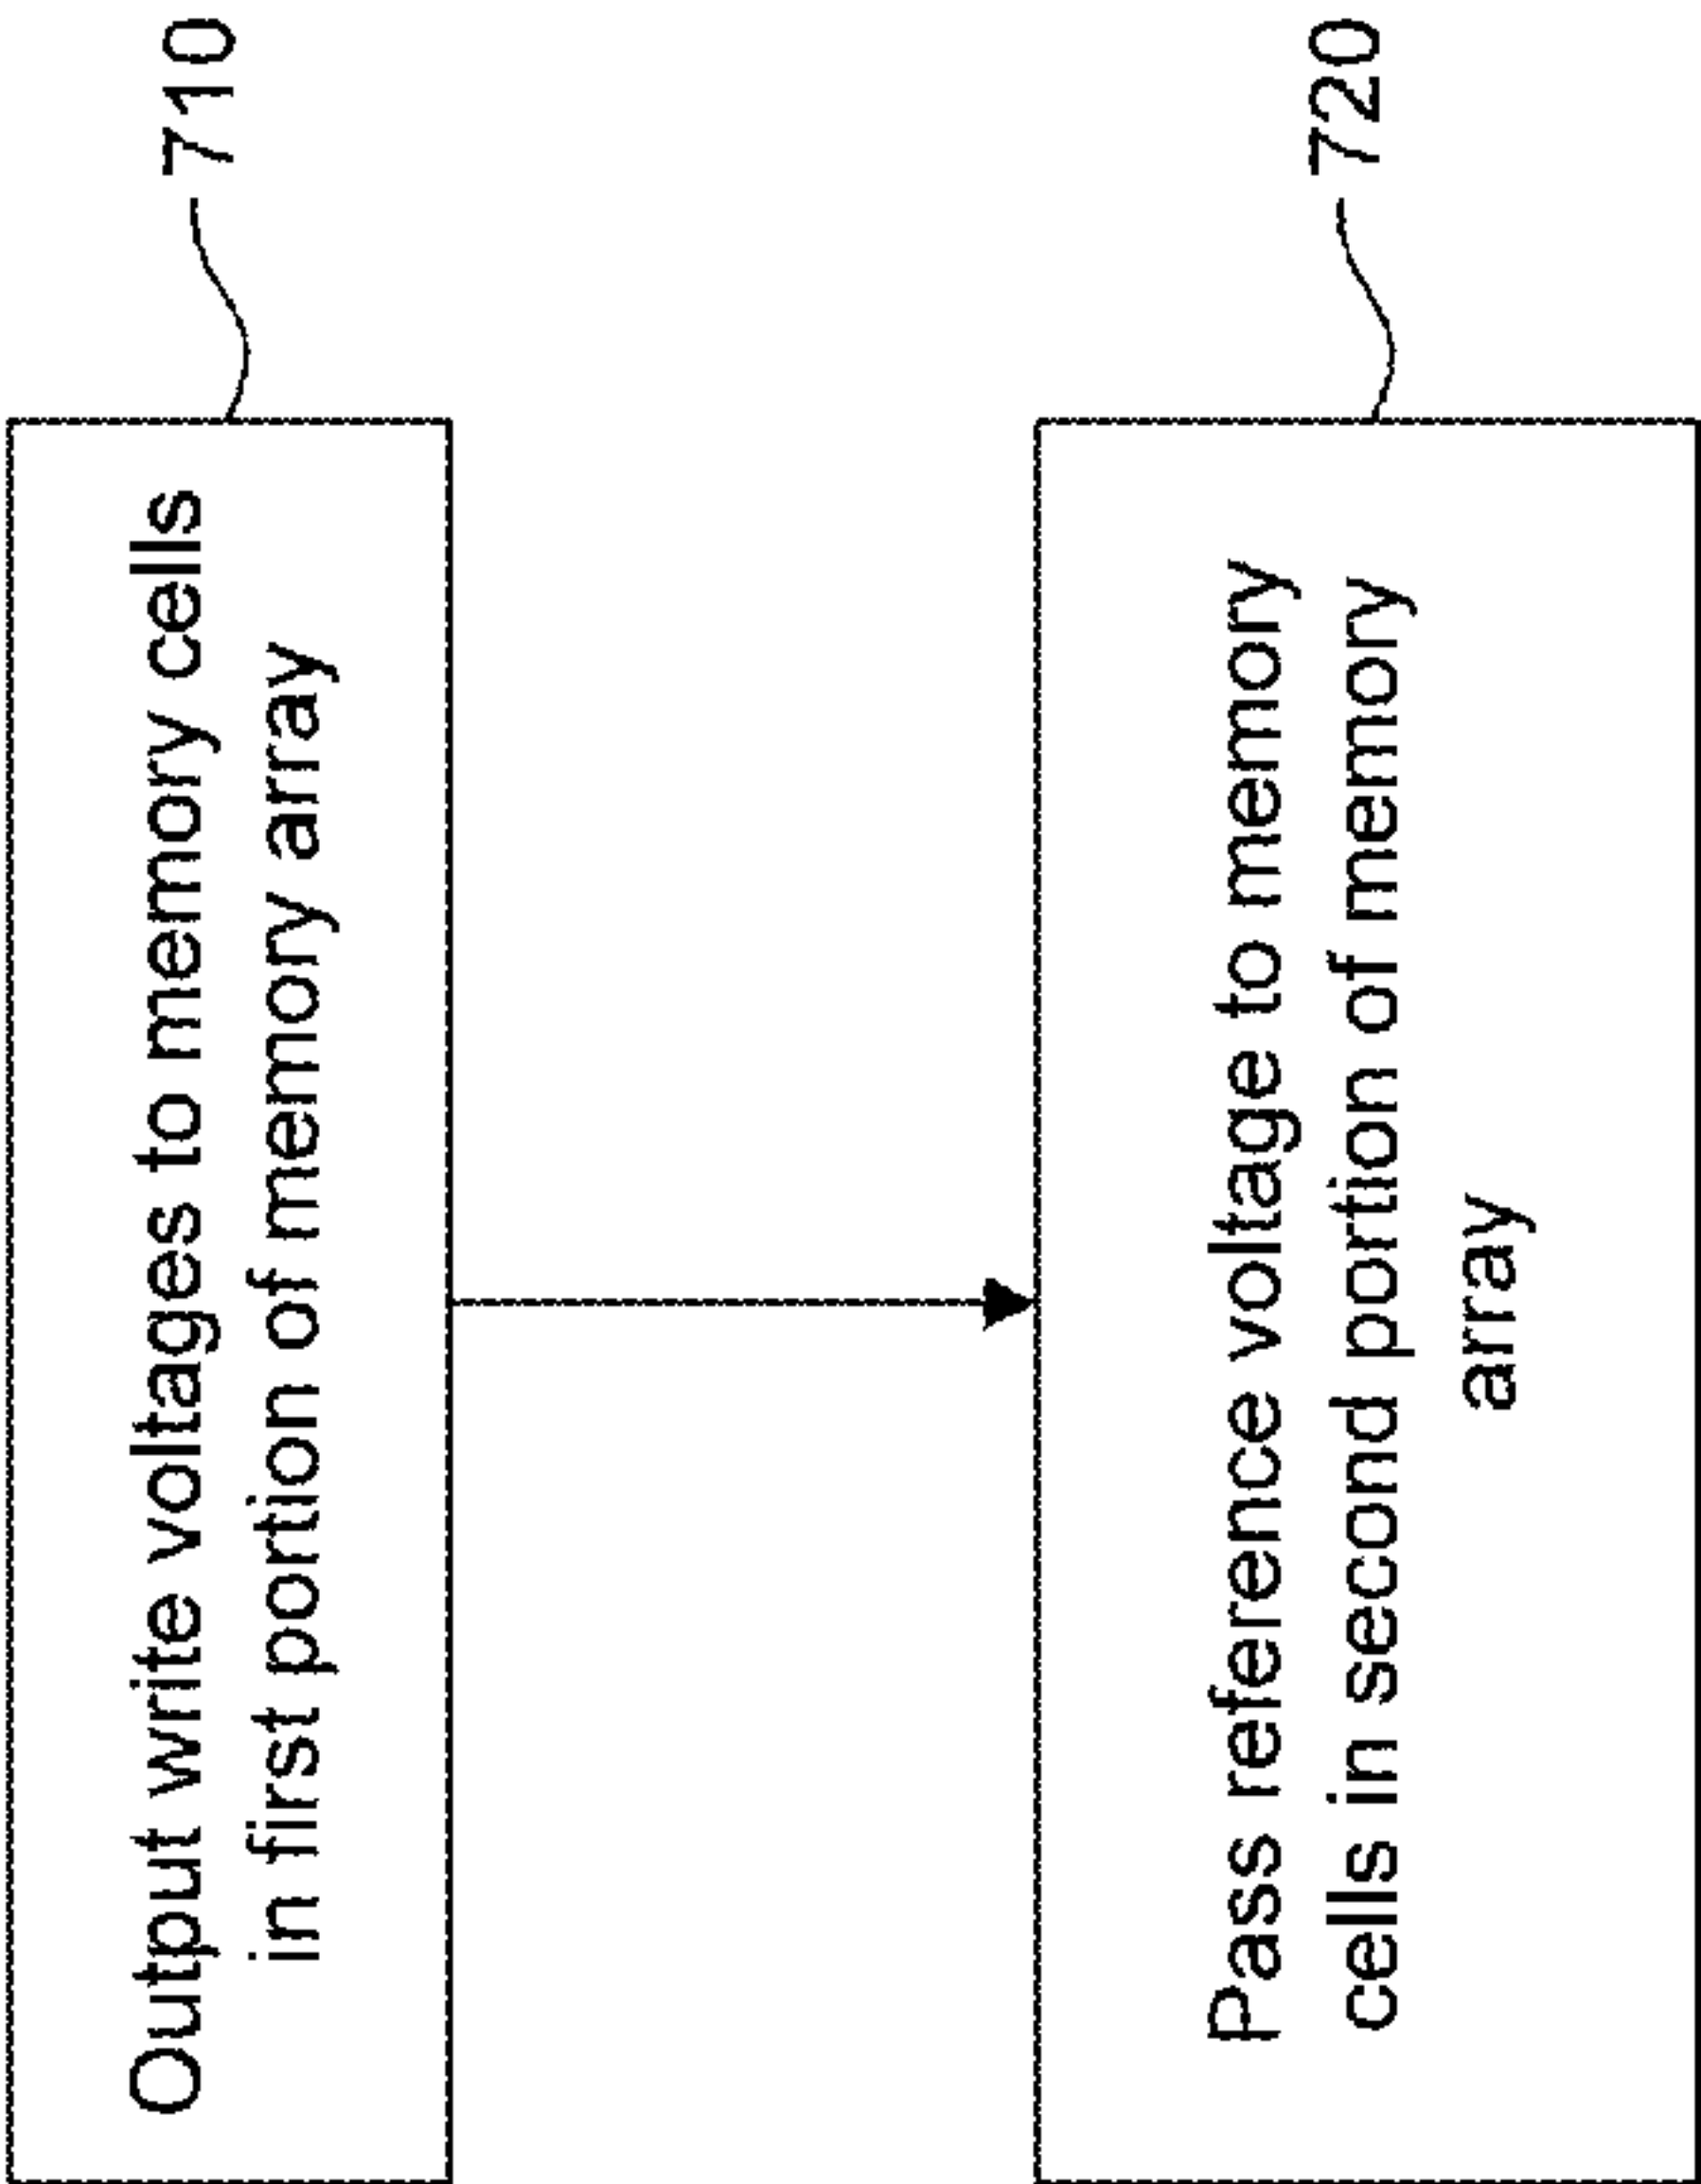 Output write voltages to memory cells
in first portion of memory array
710
Pass reference voltage to memory
cells in second portion of memory
array
720